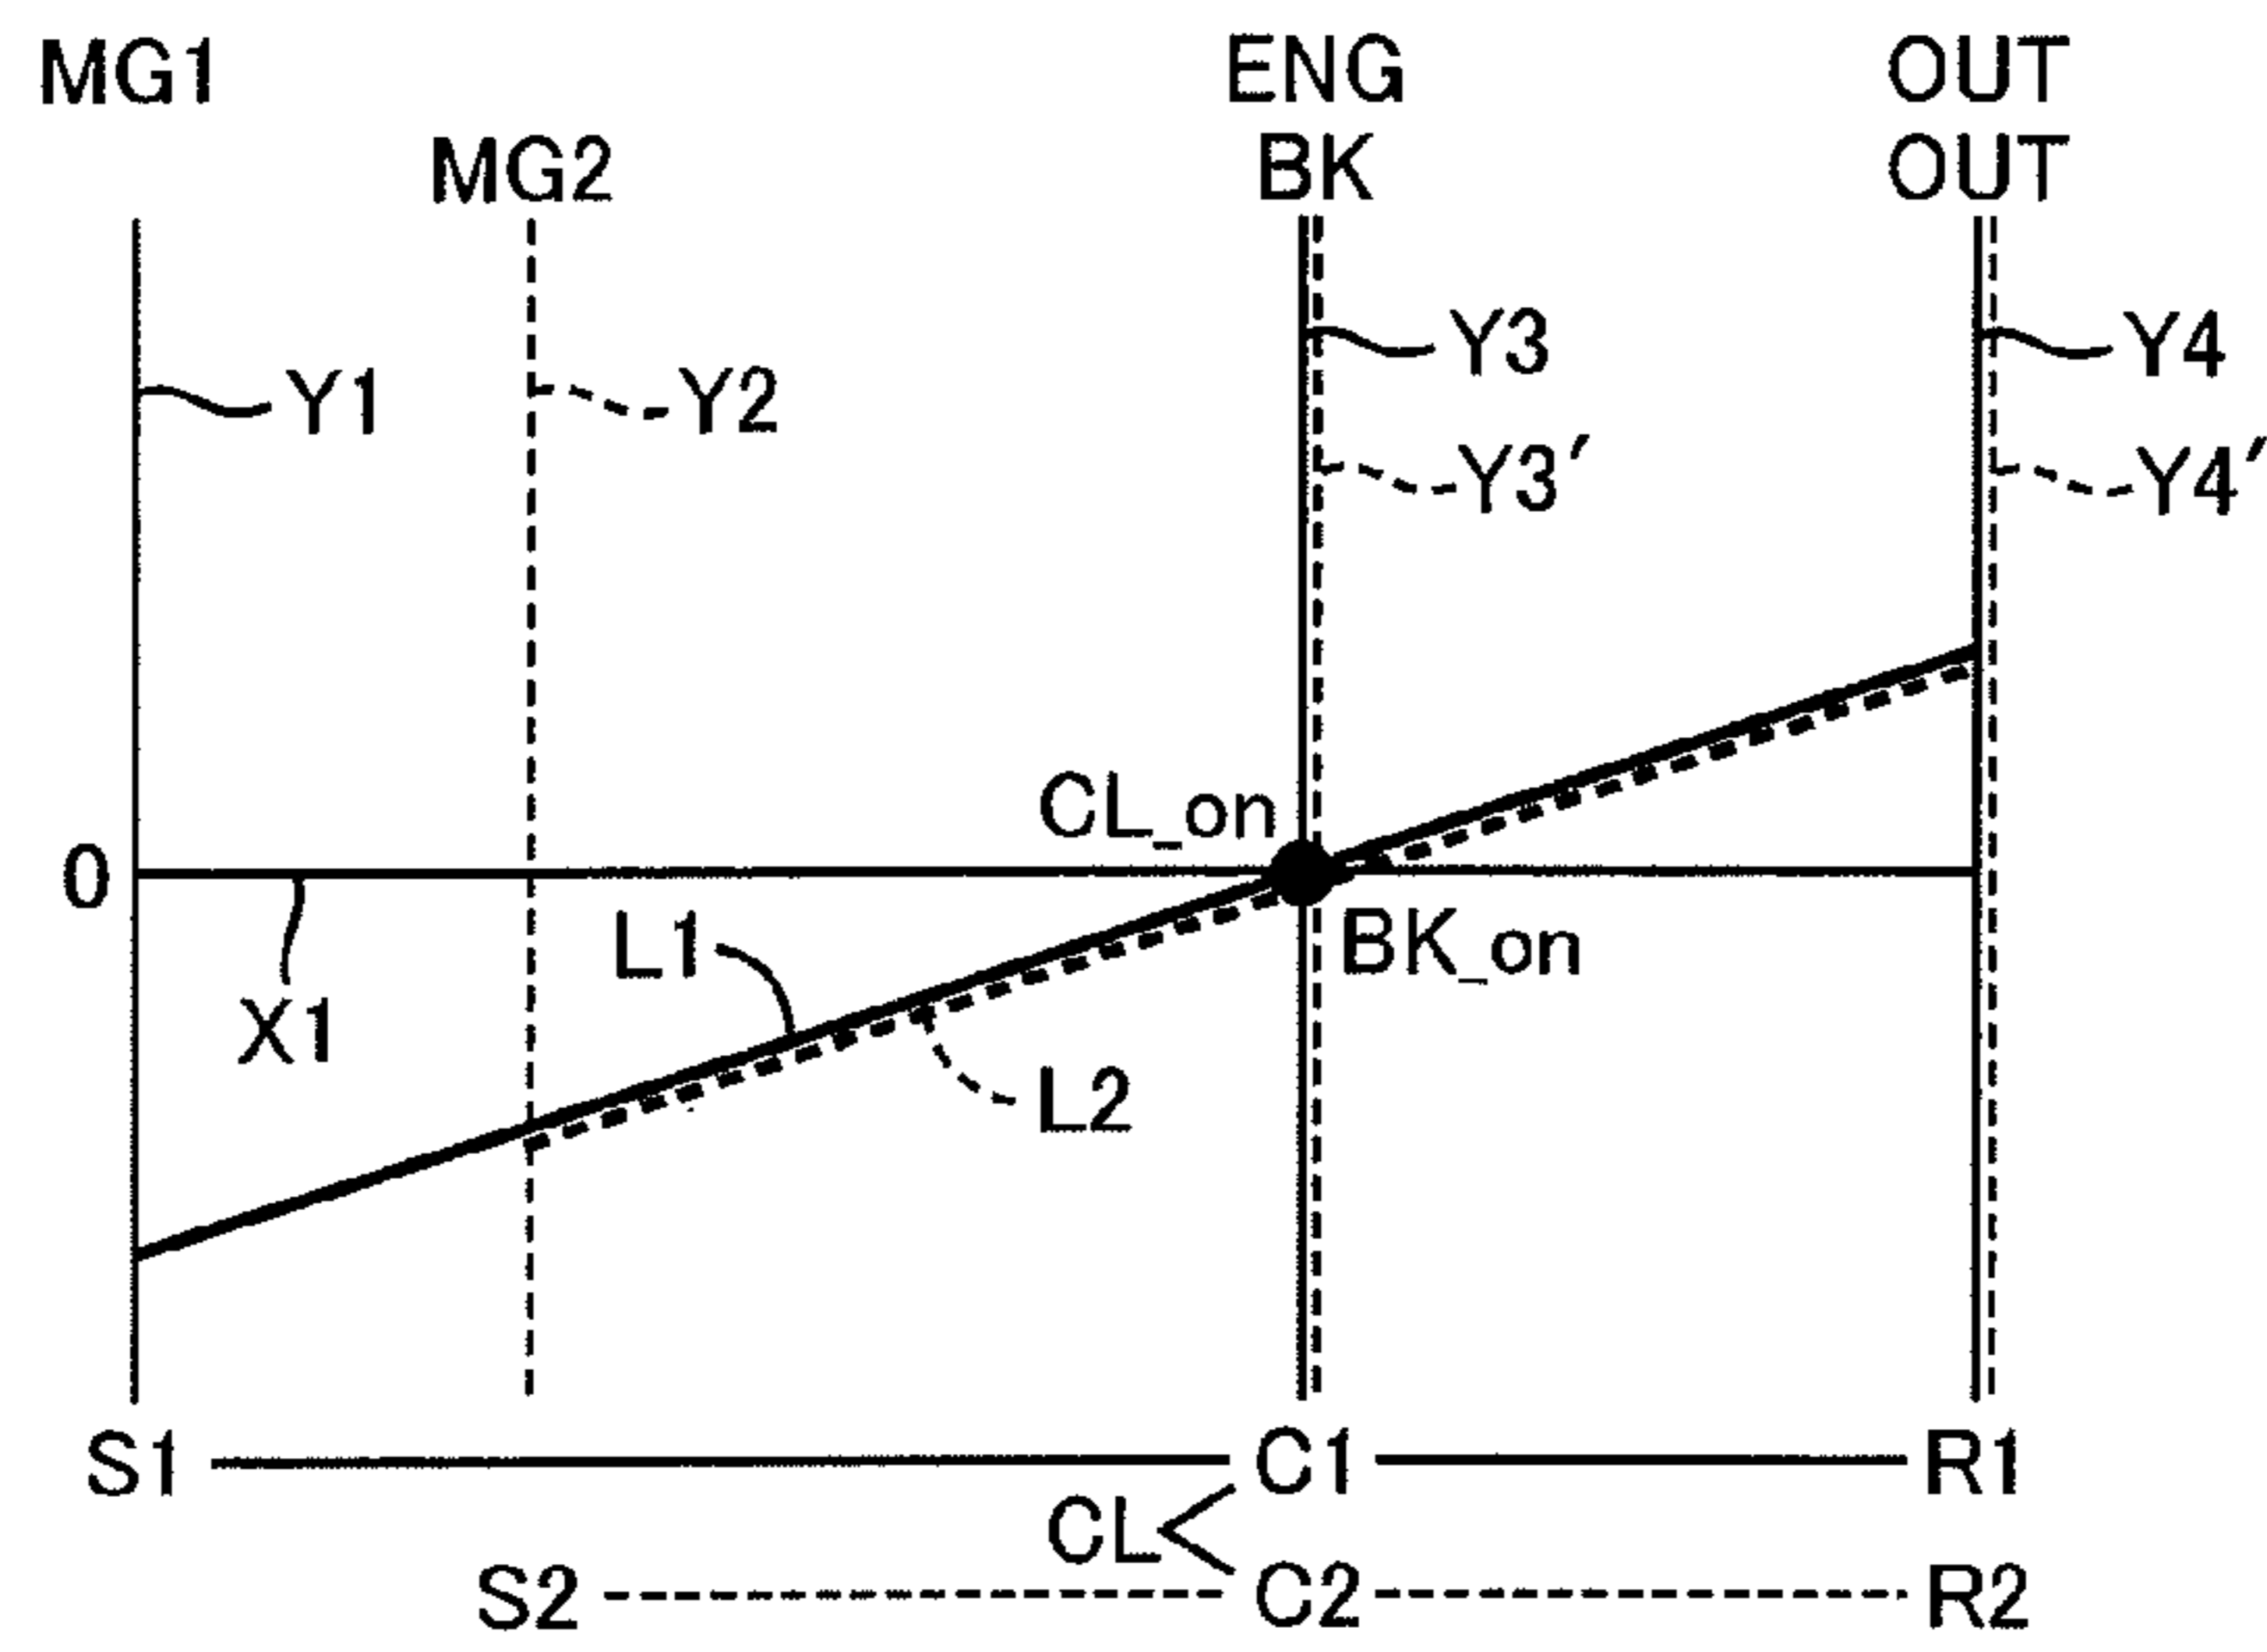 MG1 ENG OUT
MG2 BK OUT
Y1 Y2 Y3 Y4
Y3′ Y4′
CL_on
0
BK_on
L1
X1
L2
S1 C1 R1
CL
S2 C2 R2